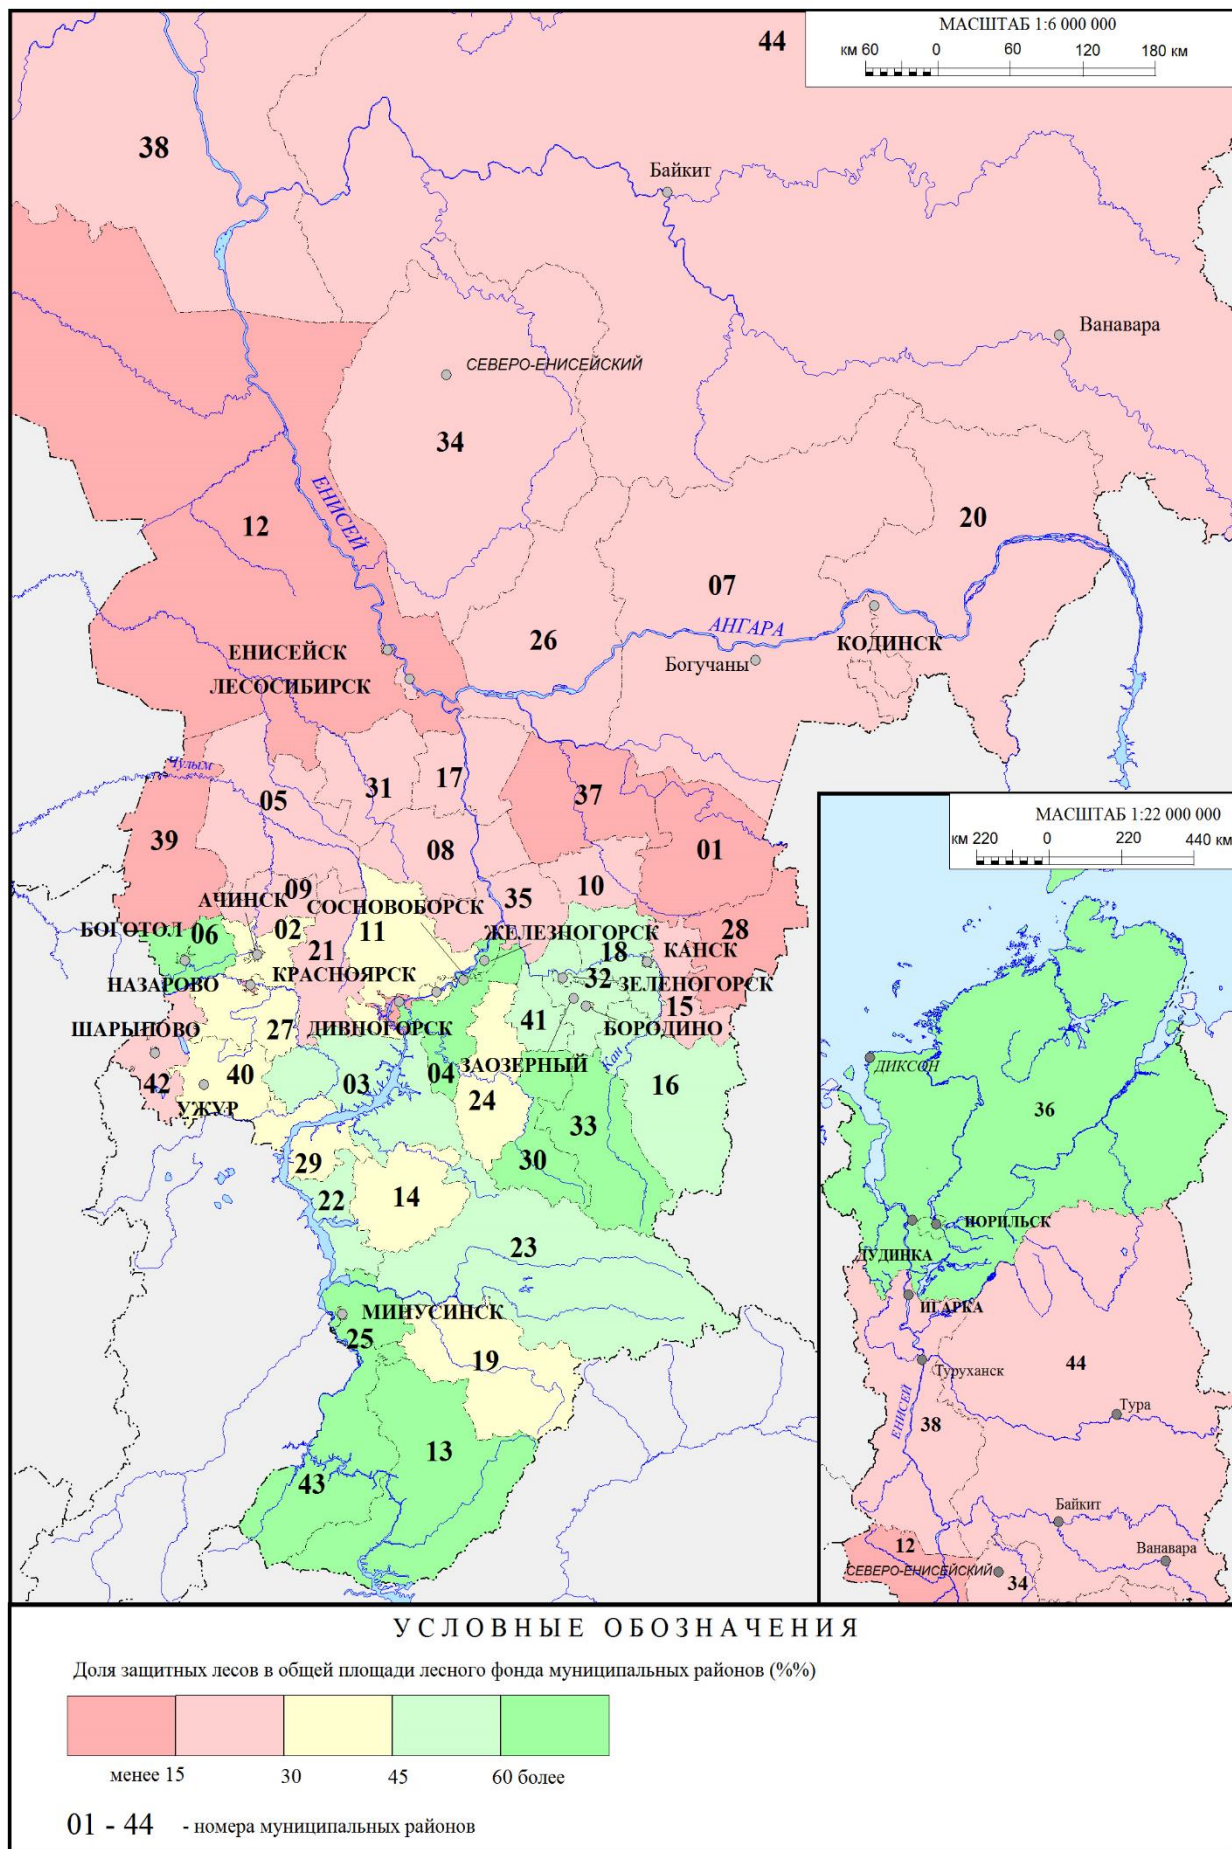 МАСШТАБ 1:6 000 000
км 60 0 60 120 180 км
44
38
Байкит
Ванавара
СЕВЕРО-ЕНИСЕЙСКИЙ
34
ЕНИСЕЙ
12
20
07
АНГАРА
26
КОДИНСК
ЕНИСЕЙСК
Богучаны
ЛЕСОСИБИРСК
Чулым
31
17
05
37
39
08
01
09
10
АЧИНСК
СОСНОВОБОРСК
35
БОГОТОЛ
06
02
11
ЖЕЛЕЗНОГОРСК
28
21
18
КАНСК
НАЗАРОВО
КРАСНОЯРСК
32
ЗЕЛЕНОГОРСК
15
ШАРЫПОВО
27
ДИВНОГОРСК
41
БОРОДИНО
ЗАОЗЕРНЫЙ
Кан
42
40
03
04
16
УЖУР
24
33
29
30
22
14
23
МИНУСИНСК
25
19
13
43
МАСШТАБ 1:22 000 000
км 220 0 220 440 км
ДИКСОН
36
НОРИЛЬСК
ДУДИНКА
ИГАРКА
44
Туруханск
Тура
ЕНИСЕЙ
38
Байкит
12
Ванавара
СЕВЕРО-ЕНИСЕЙСКИЙ
34
УСЛОВНЫЕ ОБОЗНАЧЕНИЯ
Доля защитных лесов в общей площади лесного фонда муниципальных районов (%%)
менее 15 30 45 60 более
01 - 44 - номера муниципальных районов